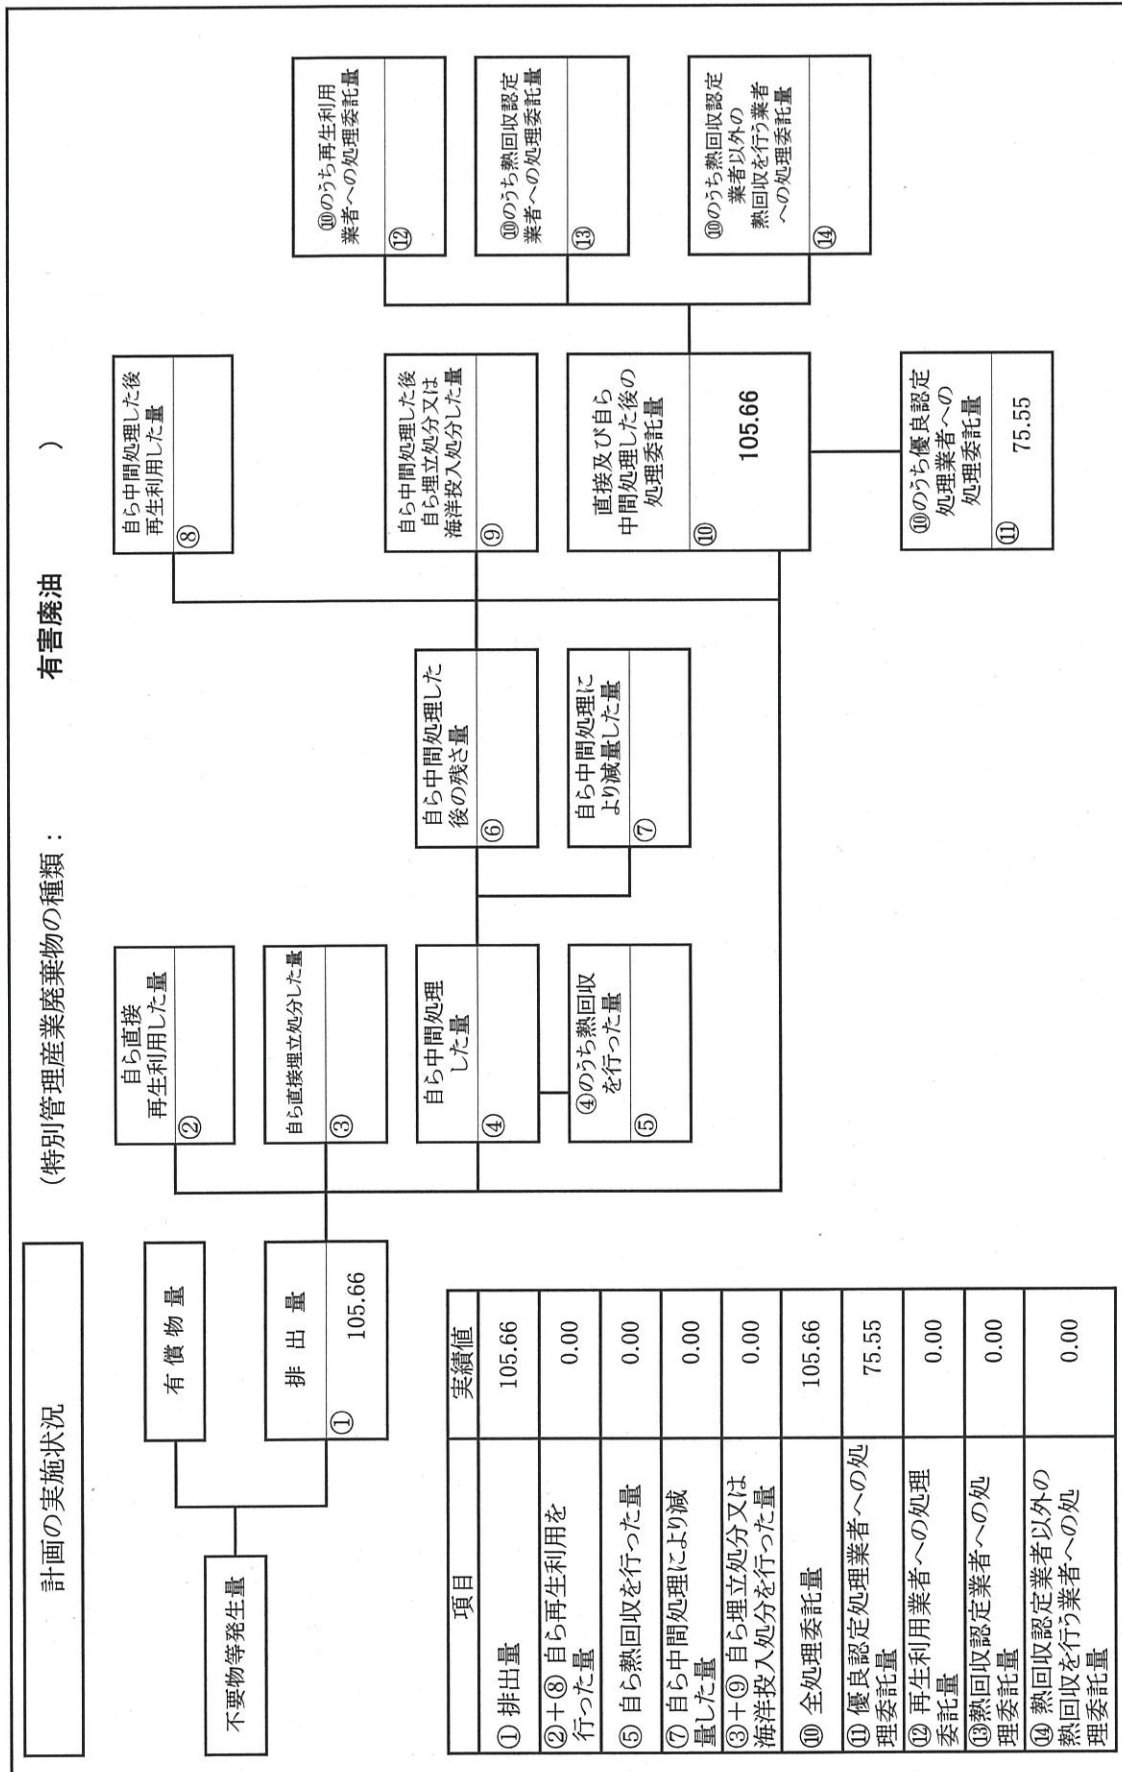 計画の実施状況
(特別管理産業廃棄物の種類: 有害廃油 )
不要物等発生量
有償物量
排出量
①
105.66
自ら直接
再生利用した量
②
自ら直接埋立処分した量
③
自ら中間処理
した量
④
④のうち熱回収
を行った量
⑤
自ら中間処理した
後の残さ量
⑥
自ら中間処理に
より減量した量
⑦
自ら中間処理した後
再生利用した量
⑧
自ら中間処理した後
自ら埋立処分又は
海洋投入処分した量
⑨
直接及び自ら
中間処理した後の
処理委託量
⑩
105.66
⑩のうち優良認定
処理業者への
処理委託量
⑪
75.55
⑩のうち再生利用
業者への処理委託量
⑫
⑩のうち熱回収認定
業者への処理委託量
⑬
⑩のうち熱回収認定
業者以外の
熱回収を行う業者
への処理委託量
⑭
項目 実績値
① 排出量 105.66
②+⑧ 自ら再生利用を
行った量 0.00
⑤ 自ら熱回収を行った量 0.00
⑦ 自ら中間処理により減
量した量 0.00
③+⑨ 自ら埋立処分又は
海洋投入処分を行った量 0.00
⑩ 全処理委託量 105.66
⑪ 優良認定処理業者への処
理委託量 75.55
⑫ 再生利用業者への処理
委託量 0.00
⑬熱回収認定業者への処
理委託量 0.00
⑭ 熱回収認定業者以外の
熱回収を行う業者への処
理委託量 0.00